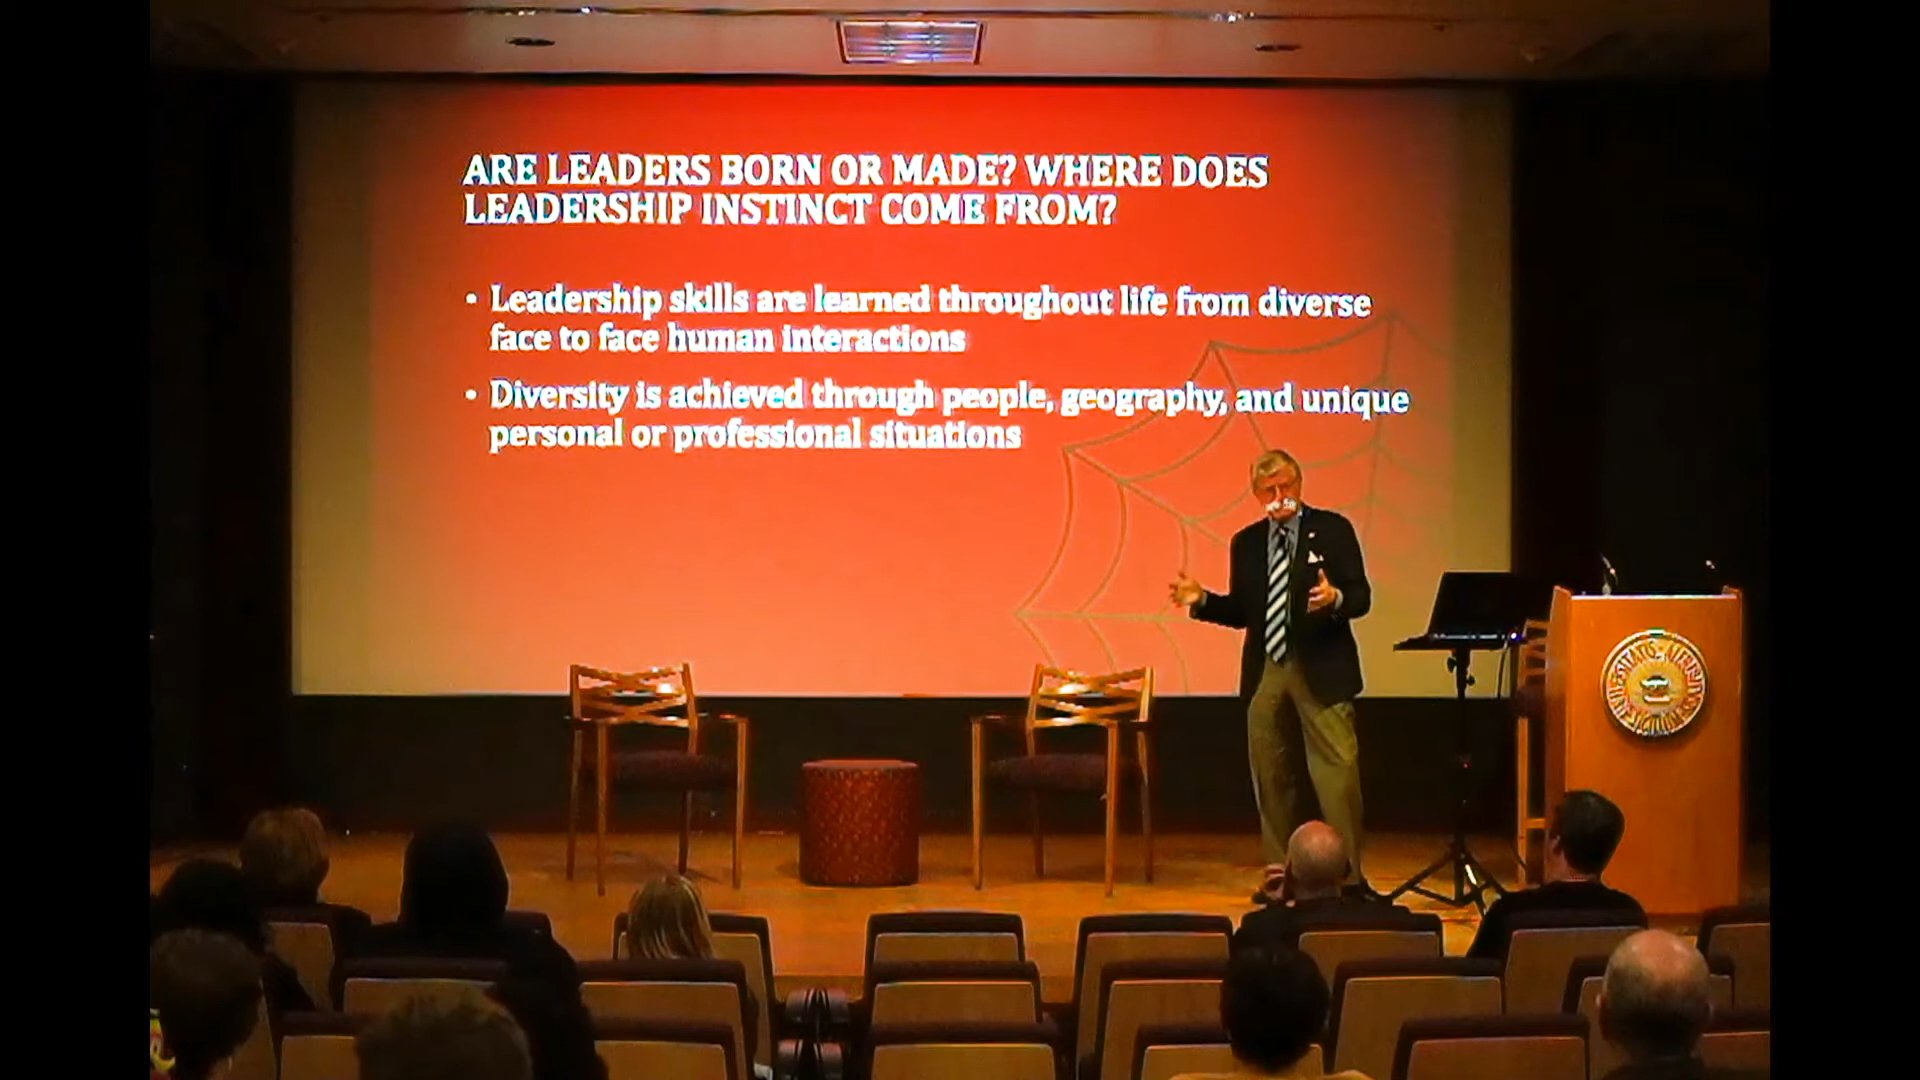 ARE LEADERS BORN OR MADE? WHERE DOES
LEADERSHIP INSTINCT COME FROM?
• Leadership skills are learned throughout life from diverse
face to face human interactions
• Diversity is achieved through people, geography, and unique
personal or professional situations